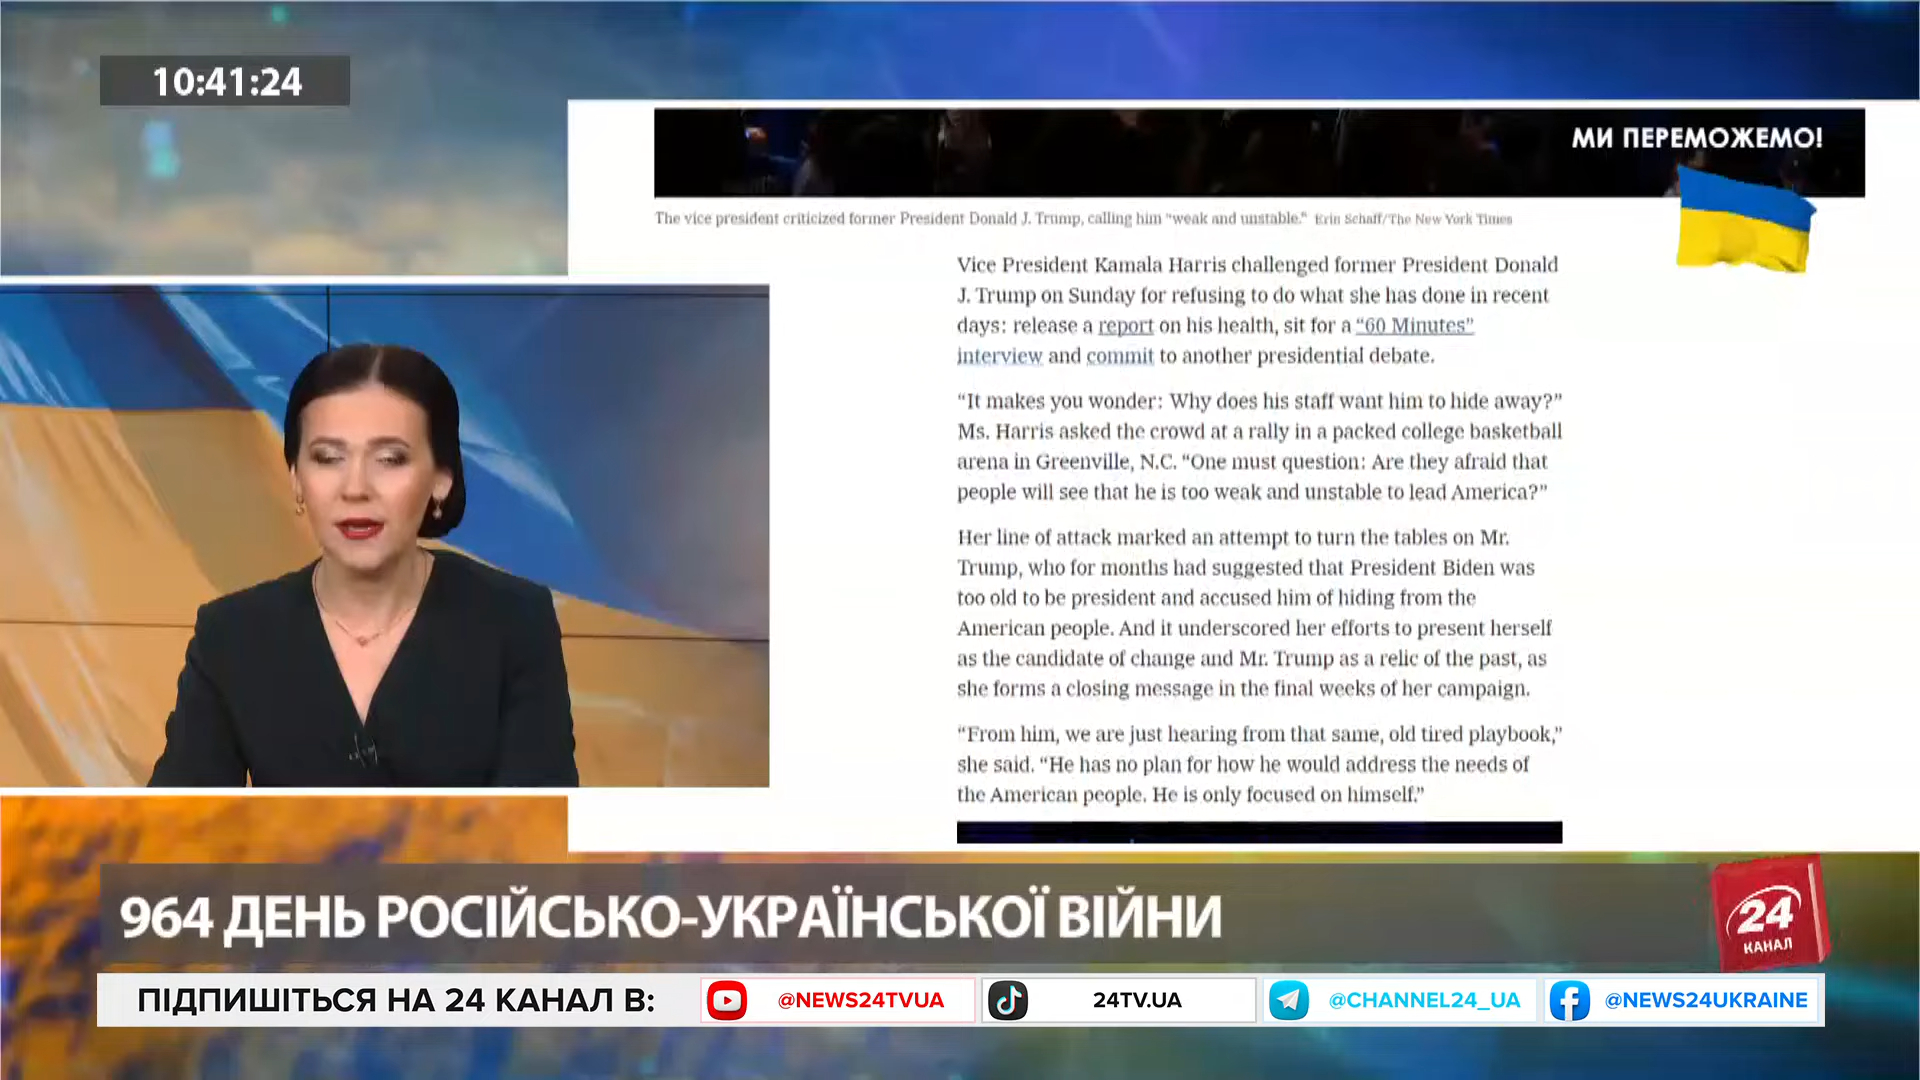 10:41:24
МИ ПЕРЕМОЖЕМО!
The vice president criticized former President Donald J. Trump, calling him “weak and unstable.” Erin Schaff/The New York Times
Vice President Kamala Harris challenged former President Donald
J. Trump on Sunday for refusing to do what she has done in recent
days: release a report on his health, sit for a “60 Minutes”
interview and commit to another presidential debate.
“It makes you wonder: Why does his staff want him to hide away?”
Ms. Harris asked the crowd at a rally in a packed college basketball
arena in Greenville, N.C. “One must question: Are they afraid that
people will see that he is too weak and unstable to lead America?”
Her line of attack marked an attempt to turn the tables on Mr.
Trump, who for months had suggested that President Biden was
too old to be president and accused him of hiding from the
American people. And it underscored her efforts to present herself
as the candidate of change and Mr. Trump as a relic of the past, as
she forms a closing message in the final weeks of her campaign.
“From him, we are just hearing from that same, old tired playbook,”
she said. “He has no plan for how he would address the needs of
the American people. He is only focused on himself.”
964 ДЕНЬ РОСІЙСЬКО-УКРАЇНСЬКОЇ ВІЙНИ
24
КАНАЛ
ПІДПИШІТЬСЯ НА 24 КАНАЛ В: @NEWS24TVUA 24TV.UA @CHANNEL24_UA @NEWS24UKRAINE